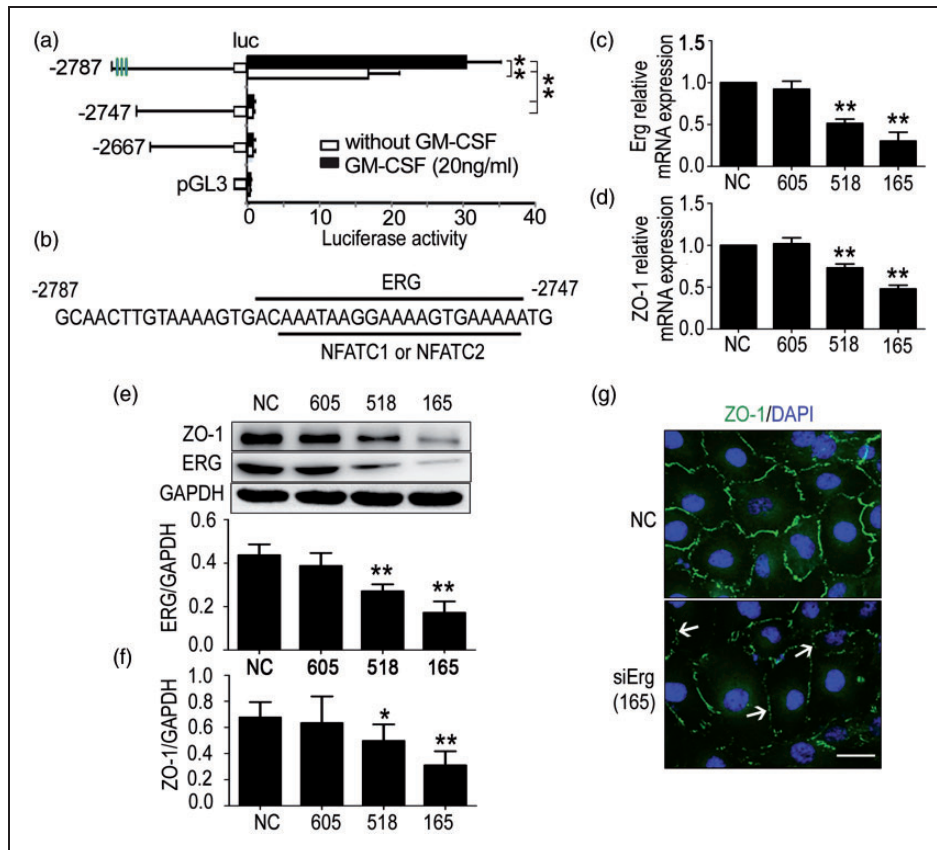 (a)
luc
-2787
-2747
-2667
pGL3
**
**
without GM-CSF
GM-CSF (20ng/ml)
0 10 20 30 40
Luciferase activity
(b)
ERG
-2787 -2747
GCAACTTGTAAAAGTGACAAATAAGGAAAAGTGAAAAATG
NFATC1 or NFATC2
(c)
Erg relative
mRNA expression
1.5
1.0
0.5
0.0
** **
NC 605 518 165
(d)
ZO-1 relative
mRNA expression
1.5
1.0
0.5
0.0
** **
NC 605 518 165
(e)
NC 605 518 165
ZO-1
ERG
GAPDH
ERG/GAPDH
0.6
0.4
0.2
0.0
** **
NC 605 518 165
(f)
ZO-1/GAPDH
0.8
0.6
0.4
0.2
0.0
* **
NC 605 518 165
(g)
ZO-1/DAPI
NC
siErg
(165)